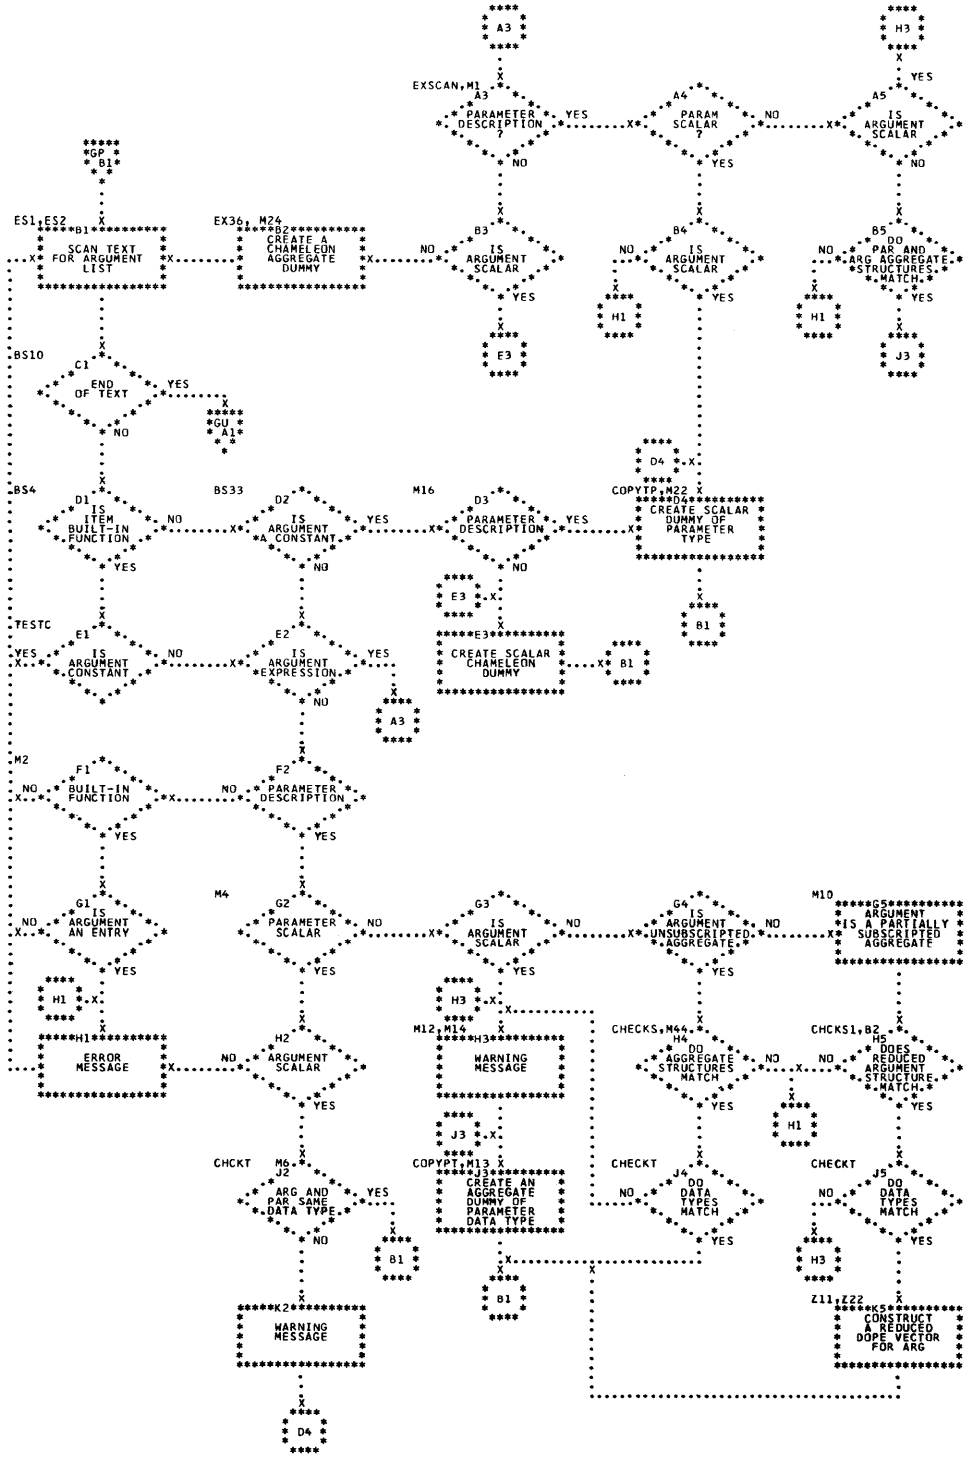 A3
H3
EXSCAN,M1
YES
A3
PARAMETER
DESCRIPTION
?
YES
NO
A4
PARAM
SCALAR
?
NO
YES
A5
IS
ARGUMENT
SCALAR
NO
GP
B1
ES1,ES2
B1
SCAN TEXT
FOR ARGUMENT
LIST
EX36, M24
B2
CREATE A
CHAMELEON
AGGREGATE
DUMMY
NO
B3
IS
ARGUMENT
SCALAR
YES
E3
NO
B4
IS
ARGUMENT
SCALAR
H1
NO
B5
DO
PAR AND
ARG AGGREGATE
STRUCTURES
MATCH
YES
H1
J3
BS10
C1
END
OF TEXT
YES
NO
GU
A1
D4
BS4
D1
IS
ITEM
BUILT-IN
FUNCTION
NO
YES
BS33
D2
IS
ARGUMENT
A CONSTANT
YES
NO
M16
D3
PARAMETER
DESCRIPTION
YES
NO
COPYTP,M22
D4
CREATE SCALAR
DUMMY OF
PARAMETER
TYPE
E3
B1
TESTC
YES
E1
IS
ARGUMENT
CONSTANT
NO
E2
IS
ARGUMENT
EXPRESSION
YES
NO
A3
E3
CREATE SCALAR
CHAMELEON
DUMMY
B1
M2
NO
F1
BUILT-IN
FUNCTION
YES
NO
F2
PARAMETER
DESCRIPTION
YES
NO
G1
IS
ARGUMENT
AN ENTRY
YES
M4
G2
PARAMETER
SCALAR
NO
YES
G3
IS
ARGUMENT
SCALAR
NO
YES
G4
IS
ARGUMENT
UNSUBSCRIPTED
AGGREGATE
NO
YES
M10
G5
ARGUMENT
IS A PARTIALLY
SUBSCRIPTED
AGGREGATE
H1
H3
H1
ERROR
MESSAGE
NO
H2
ARGUMENT
SCALAR
YES
M12,M14
H3
WARNING
MESSAGE
CHECKS,M44
H4
DO
AGGREGATE
STRUCTURES
MATCH
NO
YES
H1
CHCKS1,B2
NO
H5
DOES
REDUCED
ARGUMENT
STRUCTURE
MATCH
YES
J3
CHCKT
M6
J2
ARG AND
PAR SAME
DATA TYPE
YES
NO
B1
COPYPT,M13
J3
CREATE AN
AGGREGATE
DUMMY OF
PARAMETER
DATA TYPE
B1
CHECKT
NO
J4
DO
DATA
TYPES
MATCH
YES
CHECKT
NO
J5
DO
DATA
TYPES
MATCH
YES
H3
K2
WARNING
MESSAGE
Z11,Z22
K5
CONSTRUCT
A REDUCED
DOPE VECTOR
FOR ARG
D4